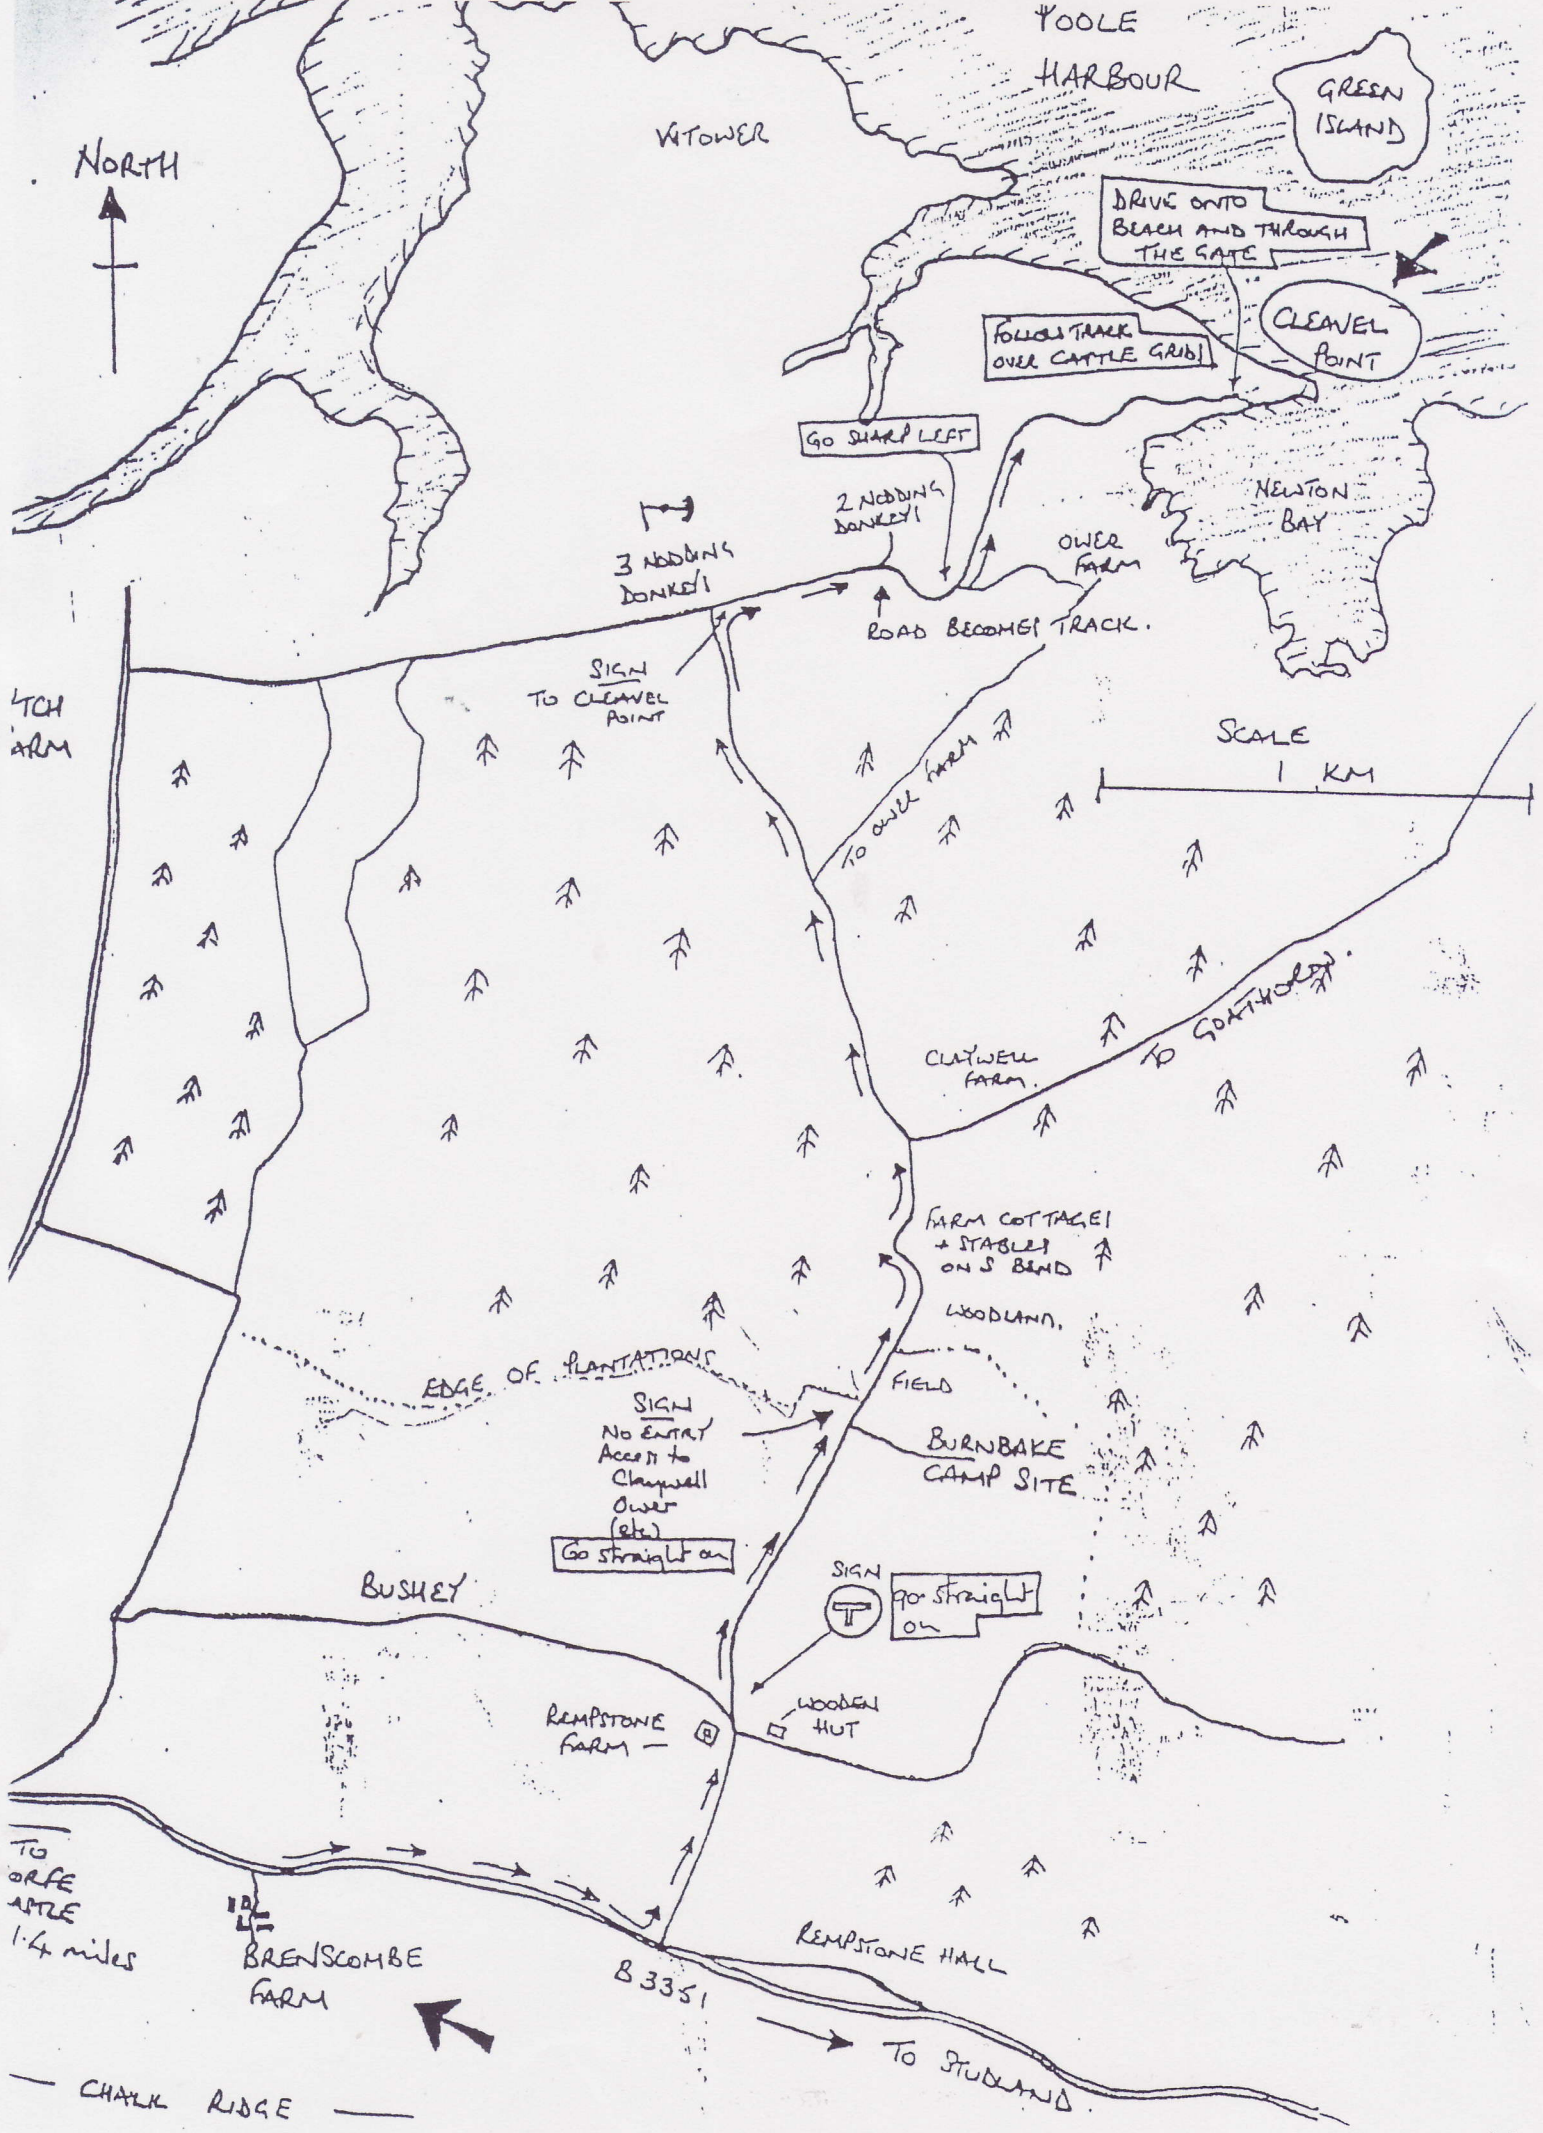 POOLE
HARBOUR
GREEN
ISLAND
NORTH
DRIVE ONTO
BEACH AND THROUGH
THE GATE
CLEAVEL
POINT
FOLLOW TRACK
OVER CATTLE GRIDS
GO SHARP LEFT
2 NODDING
DONKEYS
NEWTON
BAY
3 NODDING
DONKEYS
OWER
FARM
ROAD BECOMES TRACK.
SIGN
TO CLEAVEL
POINT
TCH
ARM
SCALE
1 KM
TO OWER FARM
TO GOATHORN.
CLAYWELL
FARM.
FARM COTTAGES
+ STABLES
ON S BEND
WOODLAND.
EDGE OF PLANTATIONS
FIELD
SIGN
NO ENTRY
Access to
Claywell
Ower
(etc)
Go straight on
BURNBAKE
CAMP SITE
BUSHEY
SIGN
T
go straight
on
REMPSTONE
FARM —
WOODEN
HUT
TO
ORFE
ASTLE
1.4 miles
BRENSCOMBE
FARM
REMPSTONE HALL
B 3351
TO STUDLAND.
— CHALK RIDGE —